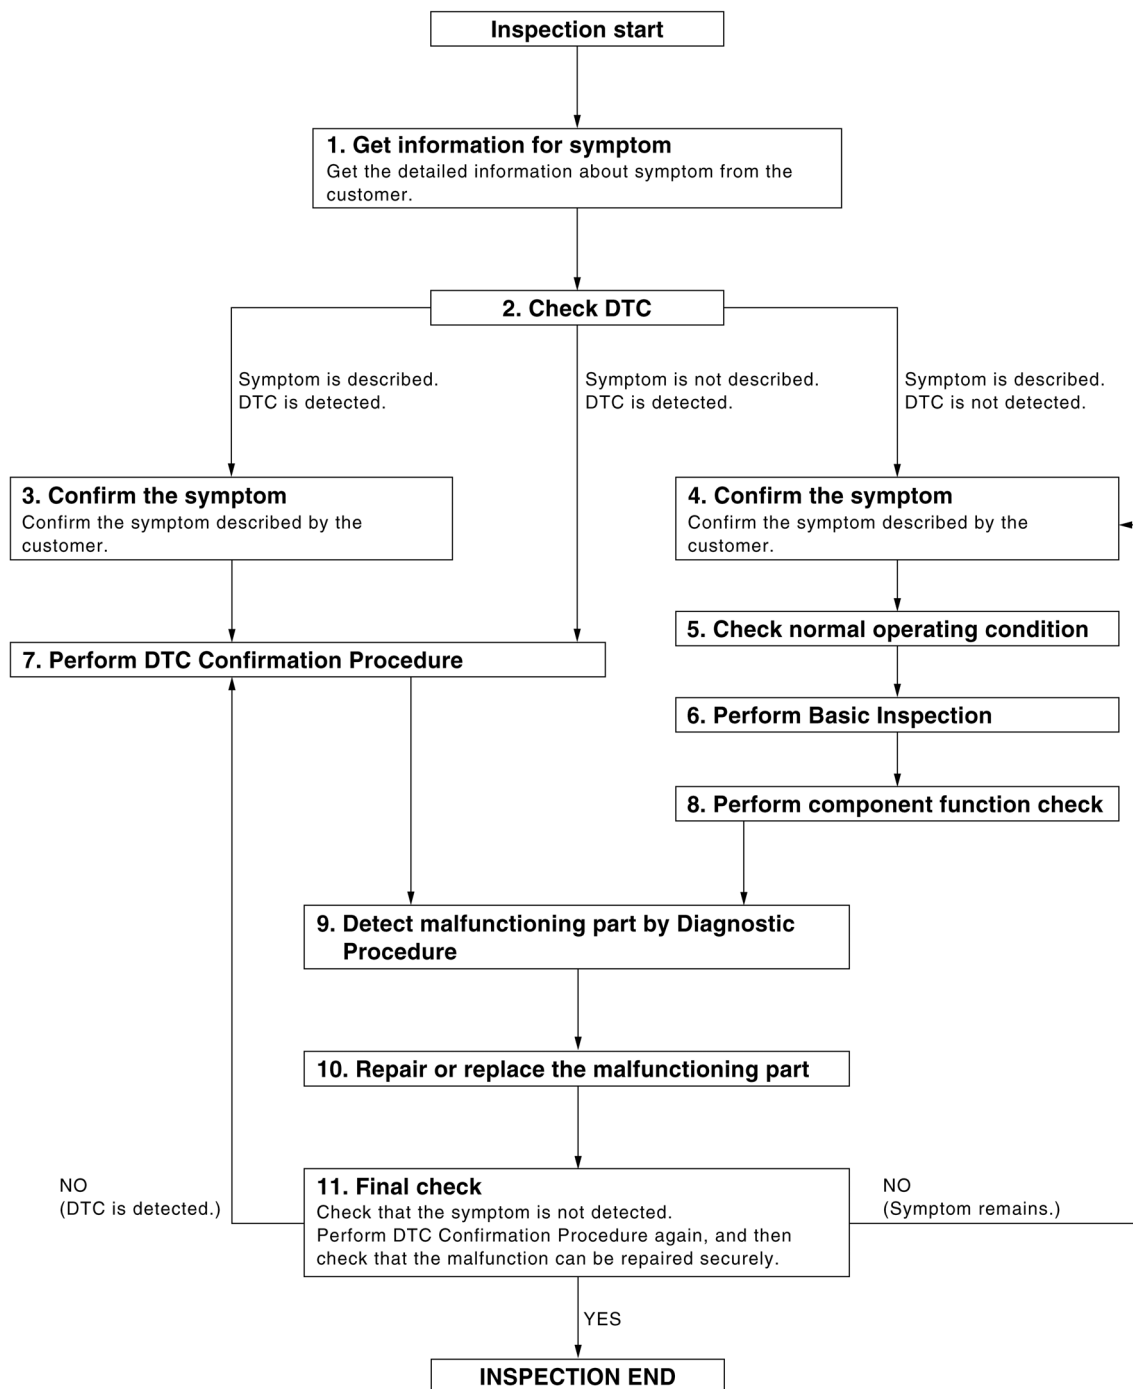 Inspection start
1. Get information for symptom
Get the detailed information about symptom from the
customer.
2. Check DTC
Symptom is described.
DTC is detected.
Symptom is not described.
DTC is detected.
Symptom is described.
DTC is not detected.
3. Confirm the symptom
Confirm the symptom described by the
customer.
4. Confirm the symptom
Confirm the symptom described by the
customer.
5. Check normal operating condition
7. Perform DTC Confirmation Procedure
6. Perform Basic Inspection
8. Perform component function check
9. Detect malfunctioning part by Diagnostic
Procedure
10. Repair or replace the malfunctioning part
NO
(DTC is detected.)
11. Final check
Check that the symptom is not detected.
Perform DTC Confirmation Procedure again, and then
check that the malfunction can be repaired securely.
NO
(Symptom remains.)
YES
INSPECTION END